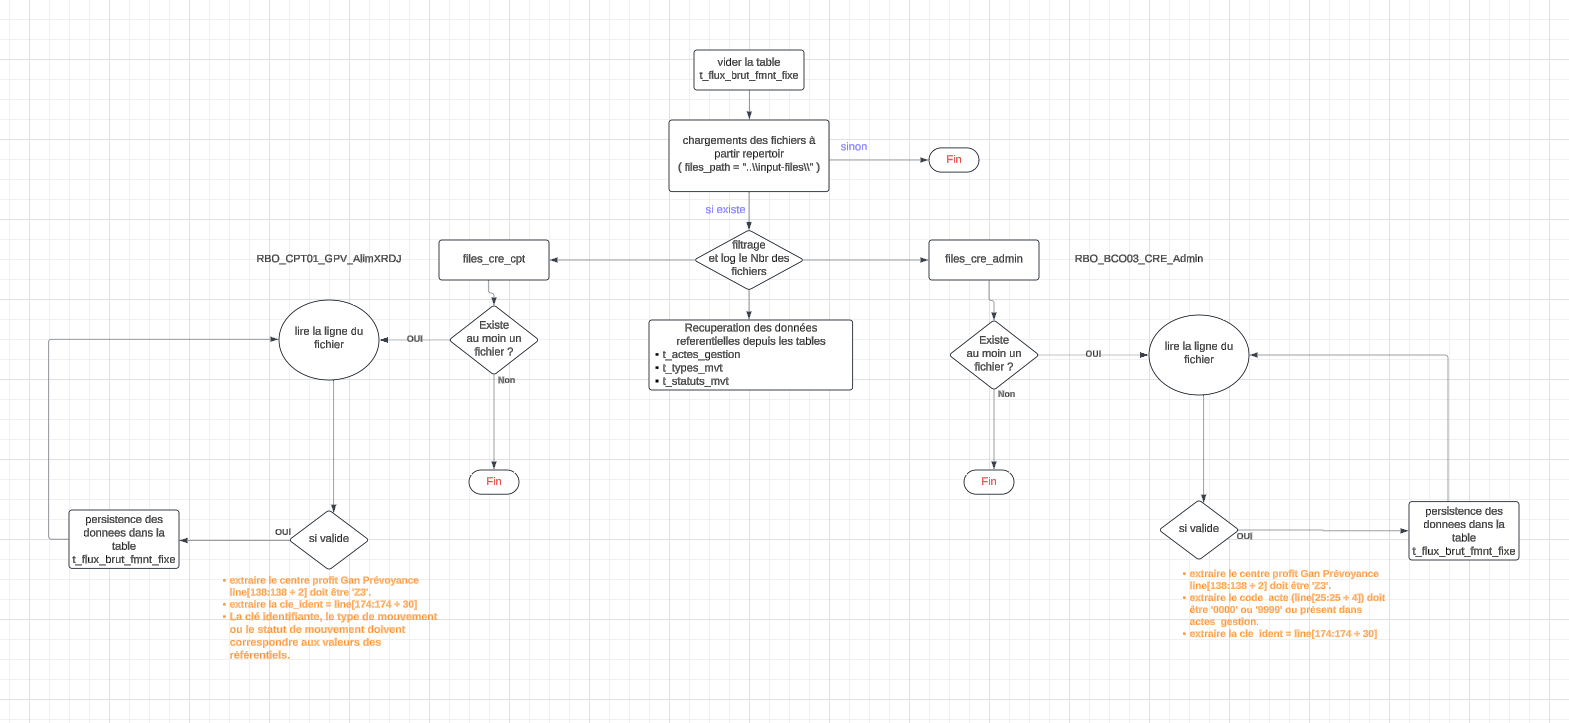 vider la table
t_flux_brut_fmnt_fixe
chargements des fichiers à
partir repertoir
( files_path = "..\\input-files\\" )
sinon
Fin
si existe
filtrage
et log le Nbr des
fichiers
RBO_CPT01_GPV_AlimXRDJ
files_cre_cpt
files_cre_admin
RBO_BCO03_CRE_Admin
lire la ligne du
fichier
OUI
Existe
au moin un
fichier ?
Non
Recuperation des données
referentielles depuis les tables
▪ t_actes_gestion
▪ t_types_mvt
▪ t_statuts_mvt
Existe
au moin un
fichier ?
Non
OUI
lire la ligne du
fichier
Fin
Fin
persistence des
donnees dans la
table
t_flux_brut_fmnt_fixe
OUI
si valide
si valide
OUI
persistence des
donnees dans la
table
t_flux_brut_fmnt_fixe
• extraire le centre profit Gan Prévoyance
line[138:138 + 2] doit être 'Z3'.
• extraire la cle_ident = line[174:174 + 30]
• La clé identifiante, le type de mouvement
ou le statut de mouvement doivent
correspondre aux valeurs des
référentiels.
• extraire le centre profit Gan Prévoyance
line[138:138 + 2] doit être 'Z3'.
• extraire le code_acte (line[25:25 + 4]) doit
être '0000' ou '9999' ou présent dans
actes_gestion.
• extraire la cle_ident = line[174:174 + 30]